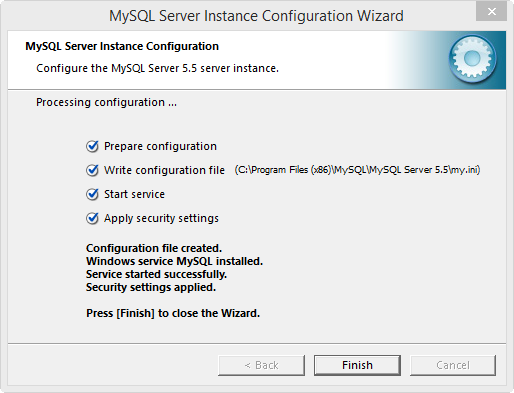 MySQL Server Instance Configuration Wizard
MySQL Server Instance Configuration
Configure the MySQL Server 5.5 server instance.
Processing configuration ...
Prepare configuration
Write configuration file (C:\Program Files (x86)\MySQL\MySQL Server 5.5\my.ini)
Start service
Apply security settings
Configuration file created.
Windows service MySQL installed.
Service started successfully.
Security settings applied.
Press [Finish] to close the Wizard.
< Back Finish Cancel